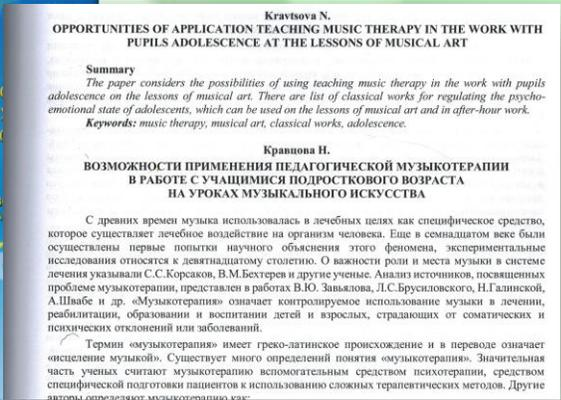 Kravtsova N.
OPPORTUNITIES OF APPLICATION TEACHING MUSIC THERAPY IN THE WORK WITH
PUPILS ADOLESCENCE AT THE LESSONS OF MUSICAL ART
Summary
The paper considers the possibilities of using teaching music therapy in the work with pupils
adolescence on the lessons of musical art. There are list of classical works for regulating the psycho-
emotional state of adolescents, which can be used on the lessons of musical art and in after-hour work.
Keywords: music therapy, musical art, classical works, adolescence.
Кравцова Н.
ВОЗМОЖНОСТИ ПРИМЕНЕНИЯ ПЕДАГОГИЧЕСКОЙ МУЗЫКОТЕРАПИИ
В РАБОТЕ С УЧАЩИМИСЯ ПОДРОСТКОВОГО ВОЗРАСТА
НА УРОКАХ МУЗЫКАЛЬНОГО ИСКУССТВА
С древних времен музыка использовалась в лечебных целях как специфическое средство,
которое существляет лечебное воздействие на организм человека. Еще в семнадцатом веке были
осуществлены первые попытки научного объяснения этого феномена, экспериментальные
исследования относятся к девятнадцатому столетию. О важности роли и места музыки в системе
лечения указывали С.С.Корсаков, В.М.Бехтерев и другие ученые. Анализ источников, посвященных
проблеме музыкотерапии, представлен в работах В.Ю. Завьялова, Л.С.Брусиловского, Н.Галинской,
А.Швабе и др. «Музыкотерапия» означает контролируемое использование музыки в лечении,
реабилитации, образовании и воспитании детей и взрослых, страдающих от соматических и
психических отклонений или заболеваний.
Термин «музыкотерапия» имеет греко-латинское происхождение и в переводе означает
«исцеление музыкой». Существует много определений понятия «музыкотерапия». Значительная
часть ученых считают музыкотерапию вспомогательным средством психотерапии, средством
специфической подготовки пациентов к использованию сложных терапевтических методов. Другие
авторы определяют музыкотерапию как: